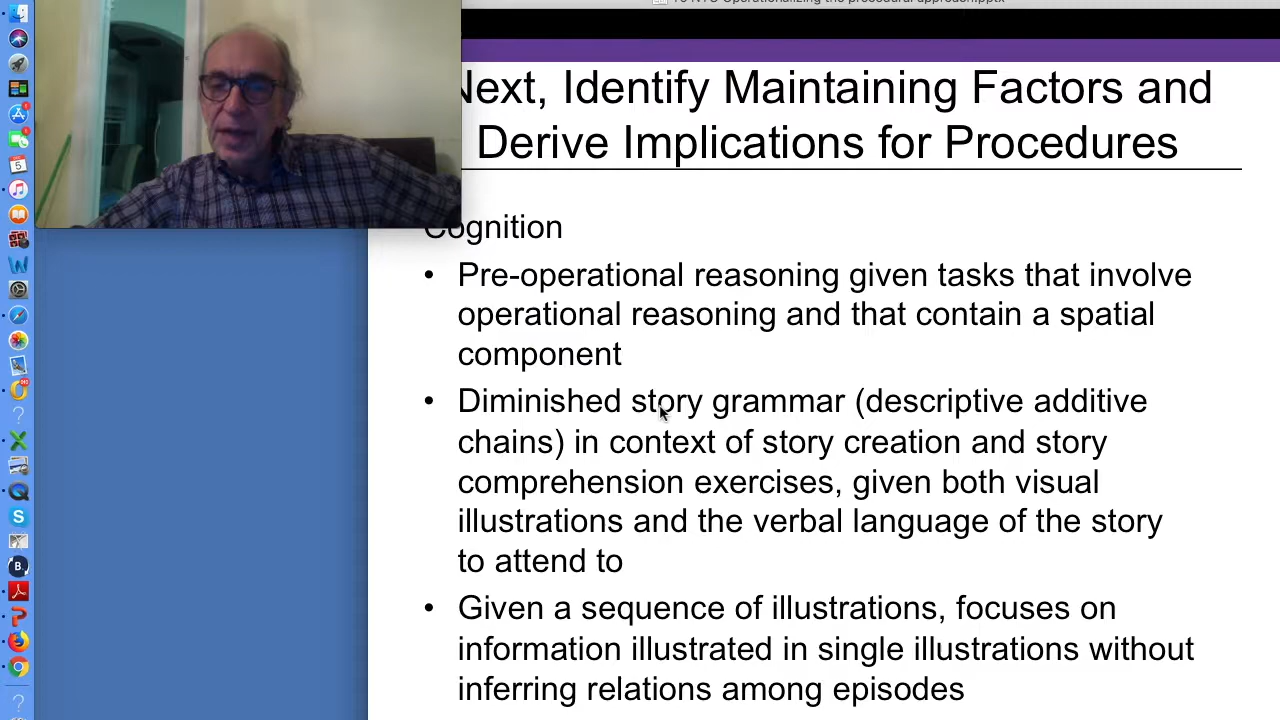 Next, Identify Maintaining Factors and
Derive Implications for Procedures
Cognition
• Pre-operational reasoning given tasks that involve
operational reasoning and that contain a spatial
component
• Diminished story grammar (descriptive additive
chains) in context of story creation and story
comprehension exercises, given both visual
illustrations and the verbal language of the story
to attend to
• Given a sequence of illustrations, focuses on
information illustrated in single illustrations without
inferring relations among episodes